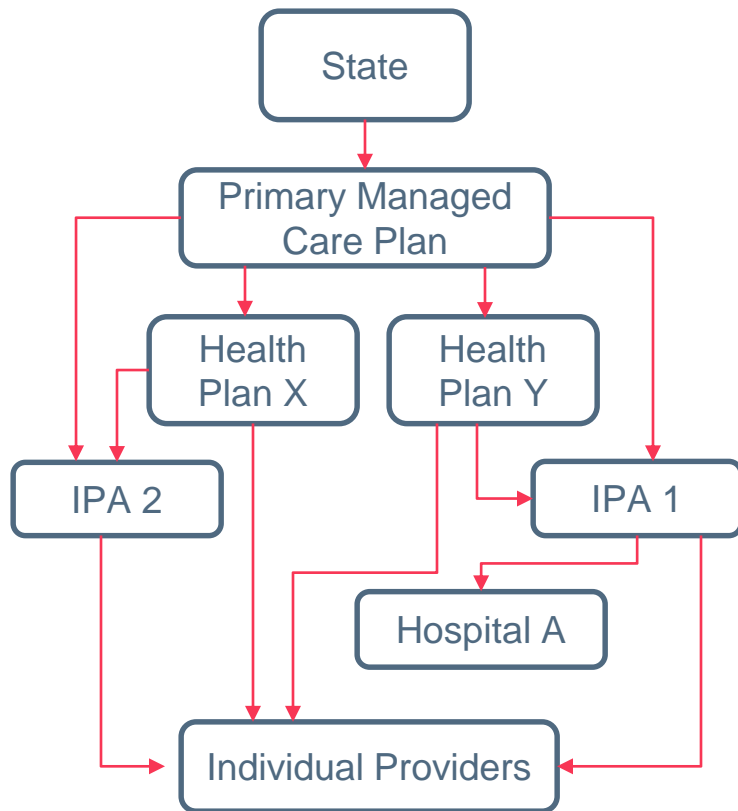 State
Primary Managed
Care Plan
Health
Plan X
Health
Plan Y
IPA 2
IPA 1
Hospital A
Individual Providers